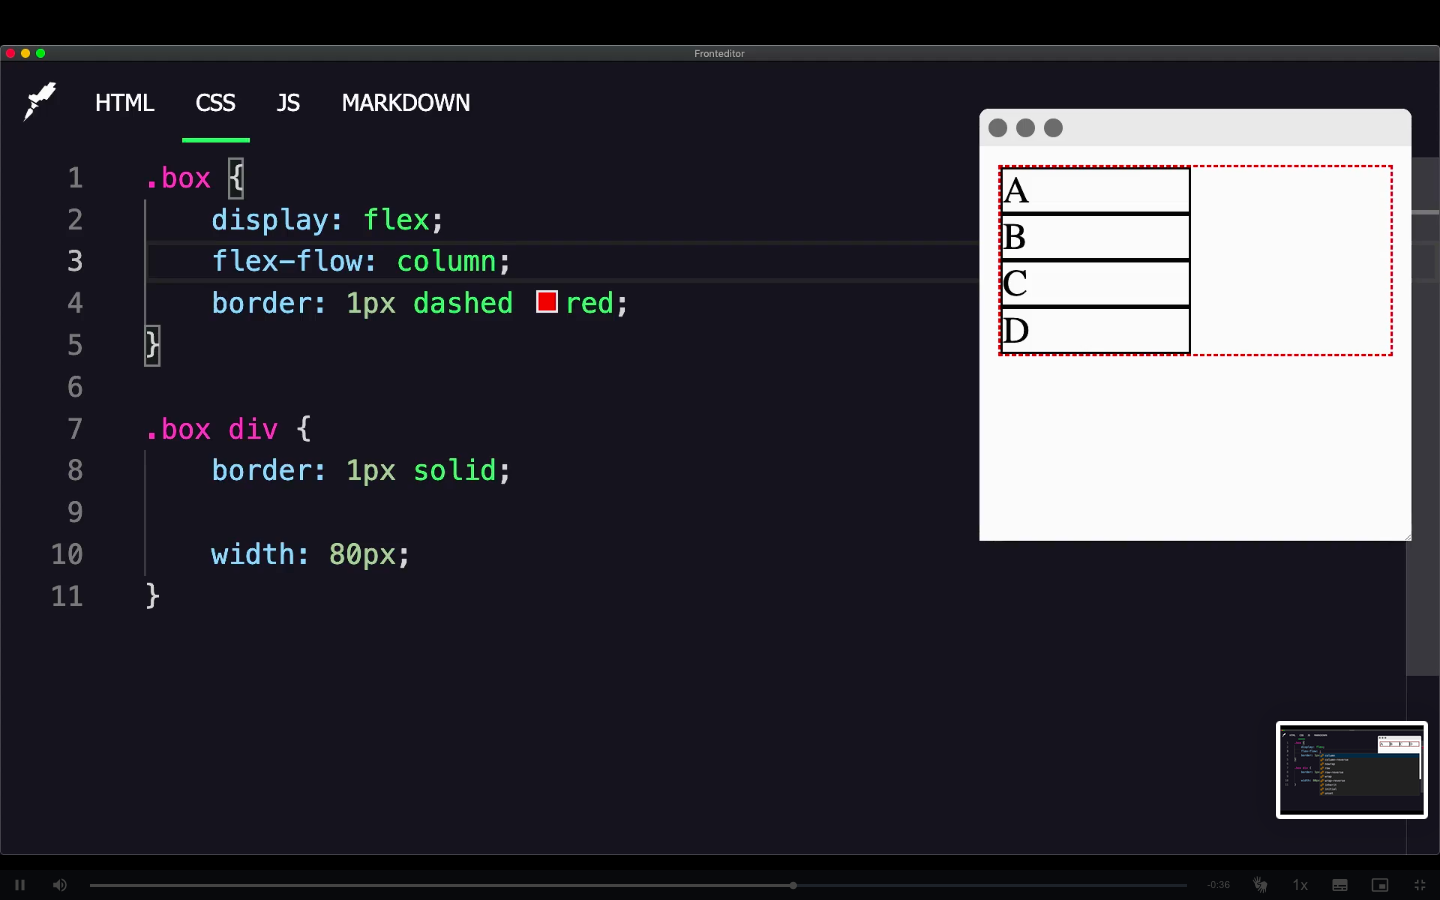 Fronteditor
HTML CSS JS MARKDOWN
1 .box {
2 display: flex;
3 flex-flow: column;
4 border: 1px dashed red;
5 }
6
7 .box div {
8 border: 1px solid;
9
10 width: 80px;
11 }
A
B
C
D
-0:36
1x